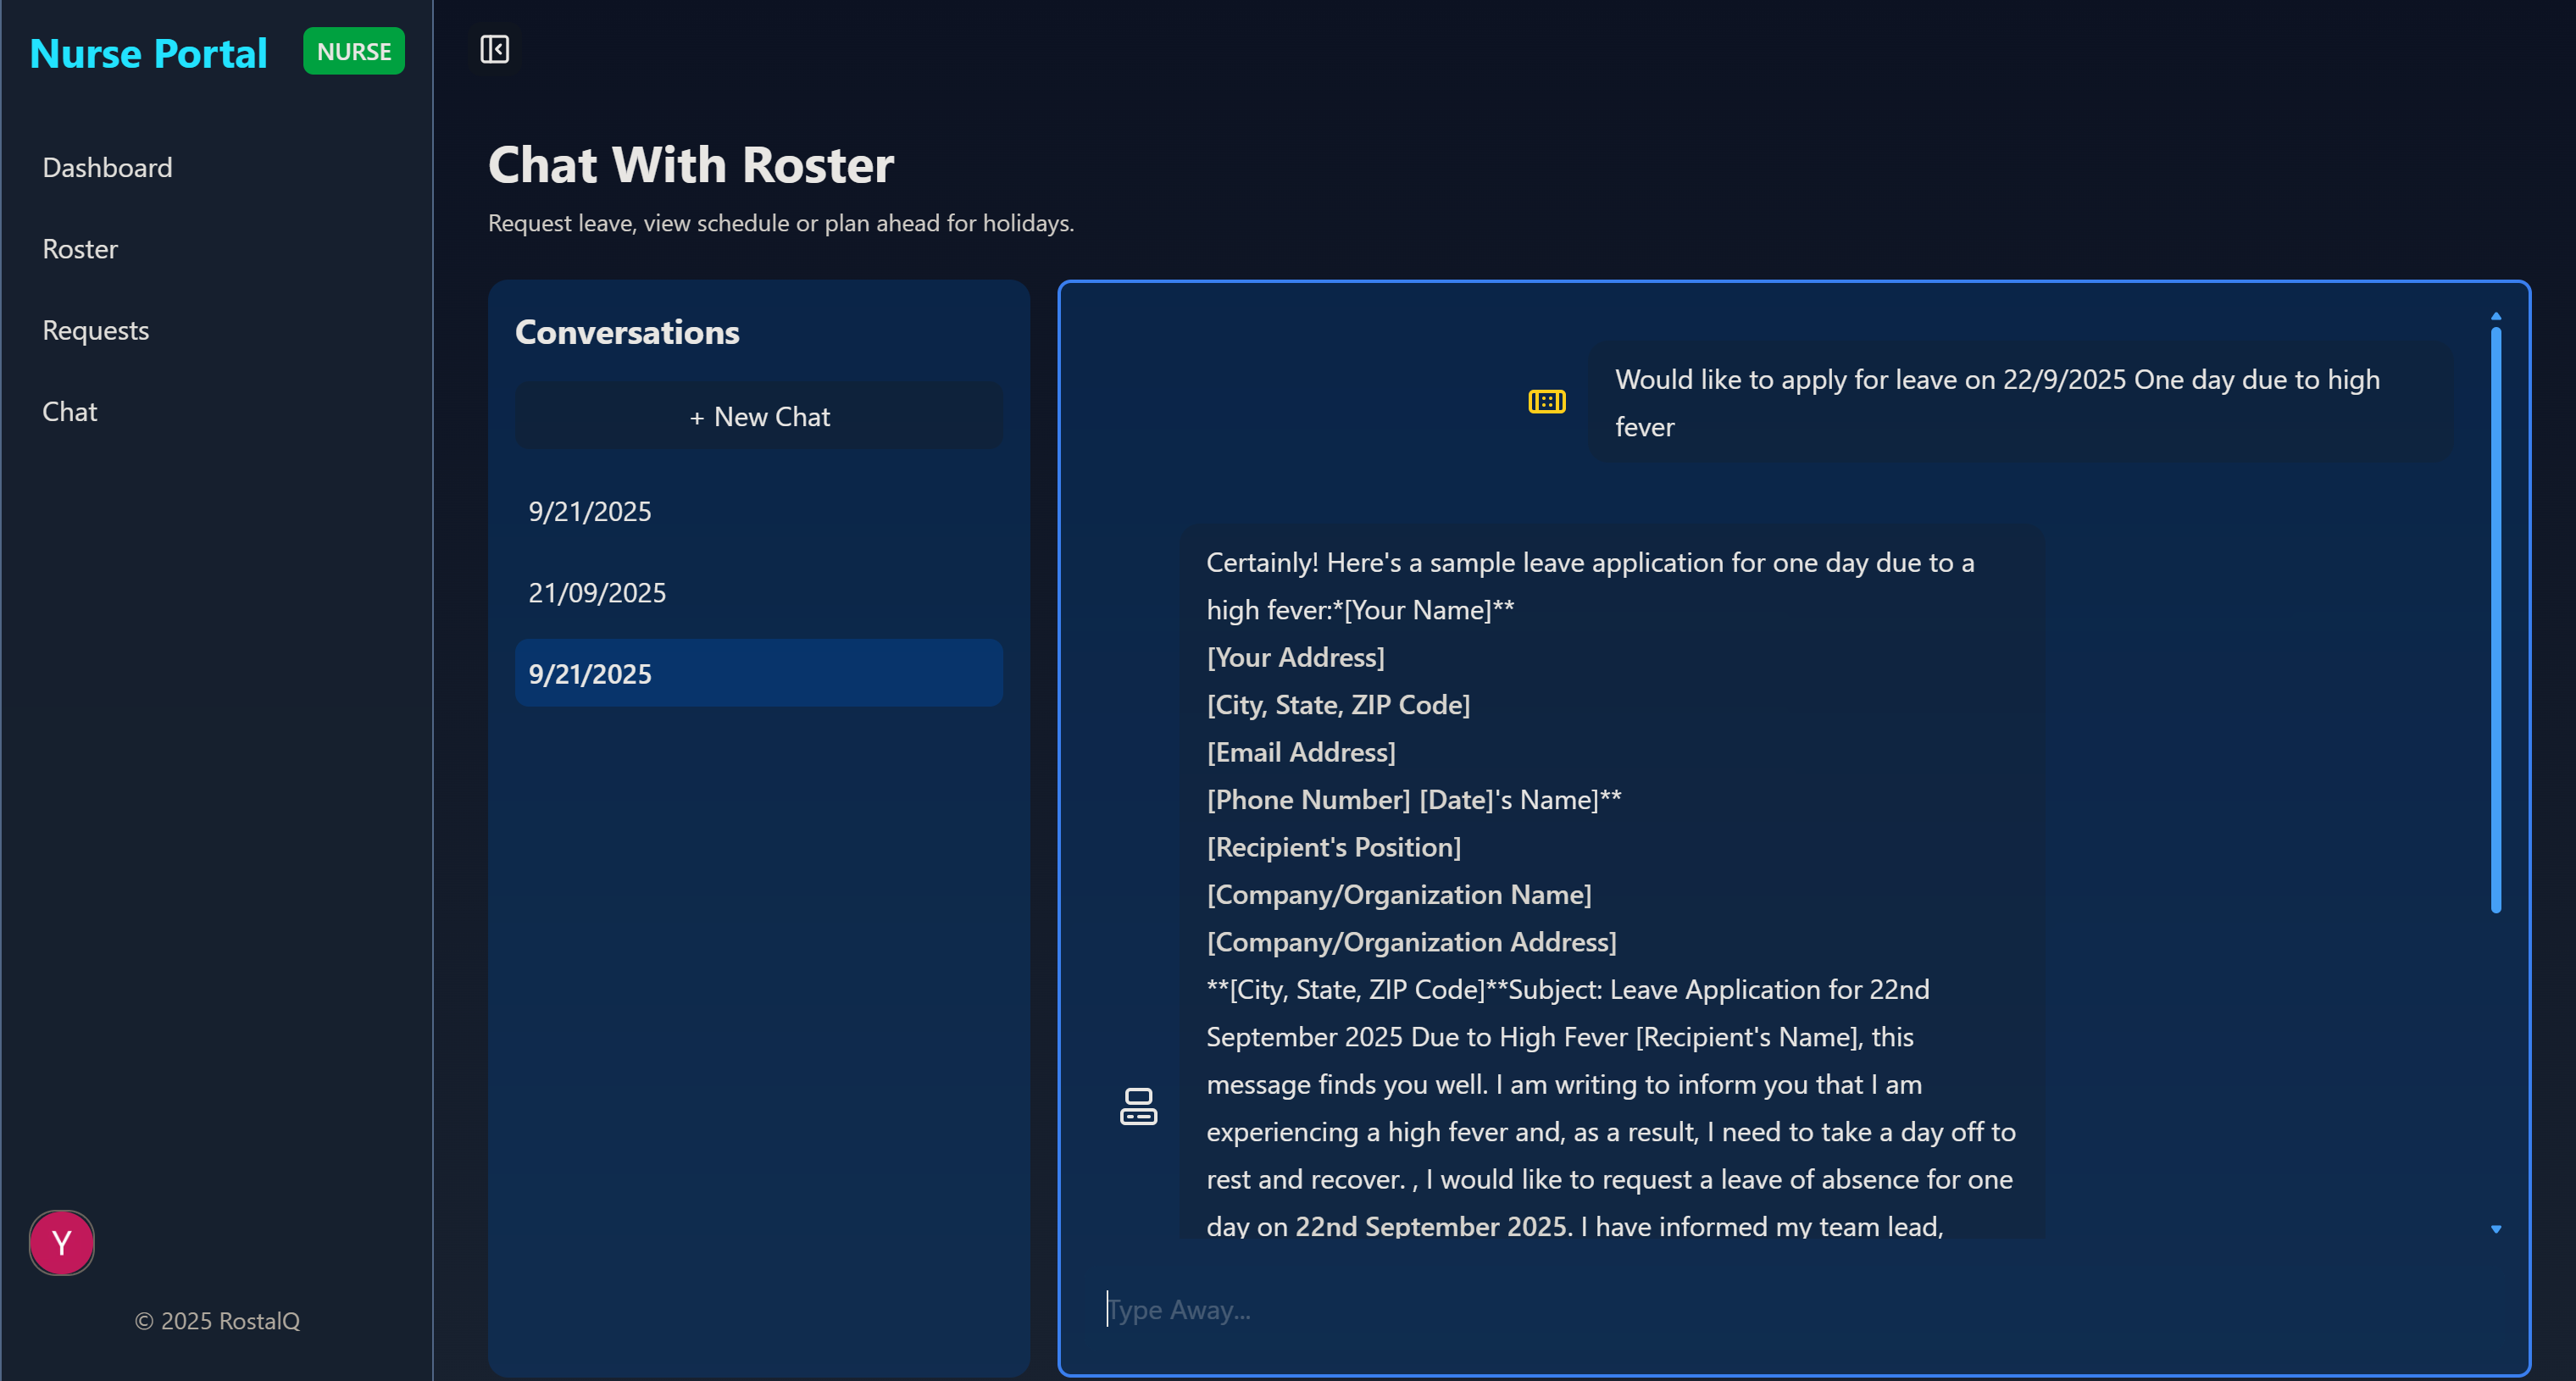 Nurse Portal
NURSE
Dashboard
Roster
Requests
Chat
Y
© 2025 RostalQ
Chat With Roster
Request leave, view schedule or plan ahead for holidays.
Conversations
+ New Chat
9/21/2025
21/09/2025
9/21/2025
Would like to apply for leave on 22/9/2025 One day due to high
fever
Certainly! Here's a sample leave application for one day due to a
high fever:*[Your Name]**
[Your Address]
[City, State, ZIP Code]
[Email Address]
[Phone Number] [Date]'s Name]**
[Recipient's Position]
[Company/Organization Name]
[Company/Organization Address]
**[City, State, ZIP Code]**Subject: Leave Application for 22nd
September 2025 Due to High Fever [Recipient's Name], this
message finds you well. I am writing to inform you that I am
experiencing a high fever and, as a result, I need to take a day off to
rest and recover. , I would like to request a leave of absence for one
day on 22nd September 2025. I have informed my team lead,
Type Away...